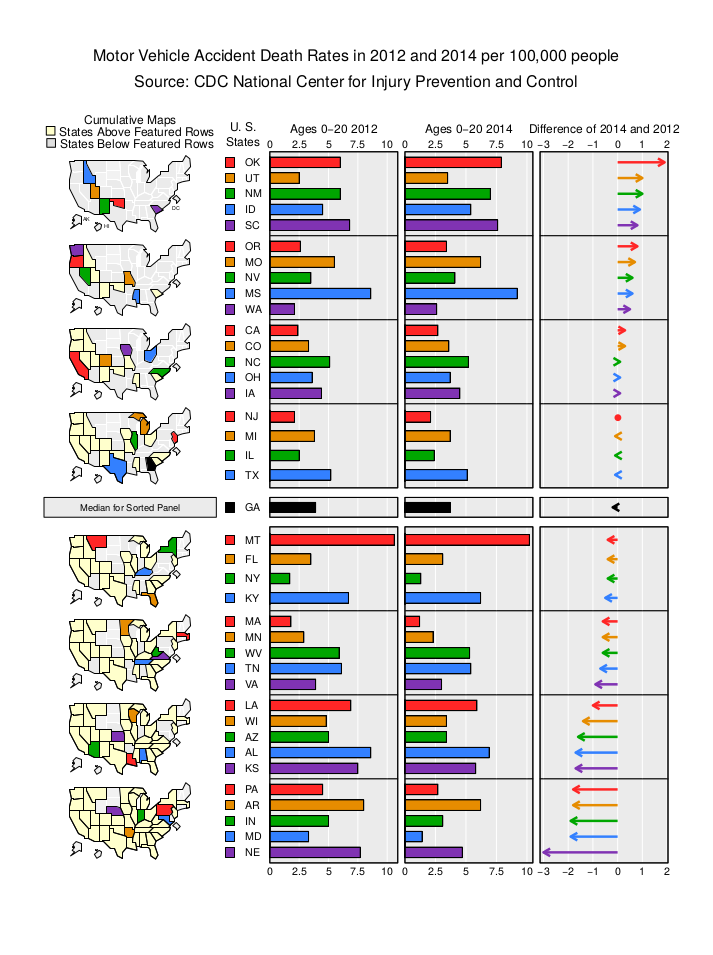 Motor Vehicle Accident Death Rates in 2012 and 2014 per 100,000 people
Source: CDC National Center for Injury Prevention and Control
Cumulative Maps
States Above Featured Rows
States Below Featured Rows
U. S.
States
Ages 0−20 2012
Ages 0−20 2014
Difference of 2014 and 2012
0 2.5 5 7.5 10
0 2.5 5 7.5 10
−3 −2 −1 0 1 2
OK
UT
NM
ID
SC
AK
HI
DC
OR
MO
NV
MS
WA
CA
CO
NC
OH
IA
NJ
MI
IL
TX
Median for Sorted Panel
GA
MT
FL
NY
KY
MA
MN
WV
TN
VA
LA
WI
AZ
AL
KS
PA
AR
IN
MD
NE
0 2.5 5 7.5 10
0 2.5 5 7.5 10
−3 −2 −1 0 1 2